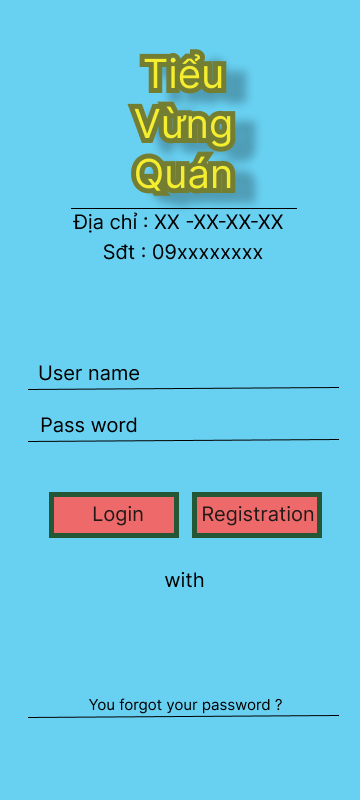 Tiểu
Vừng
Quán
Địa chỉ : XX -XX-XX-XX
Sđt : 09xxxxxxxx
User name
Pass word
Login
Registration
with
You forgot your password ?